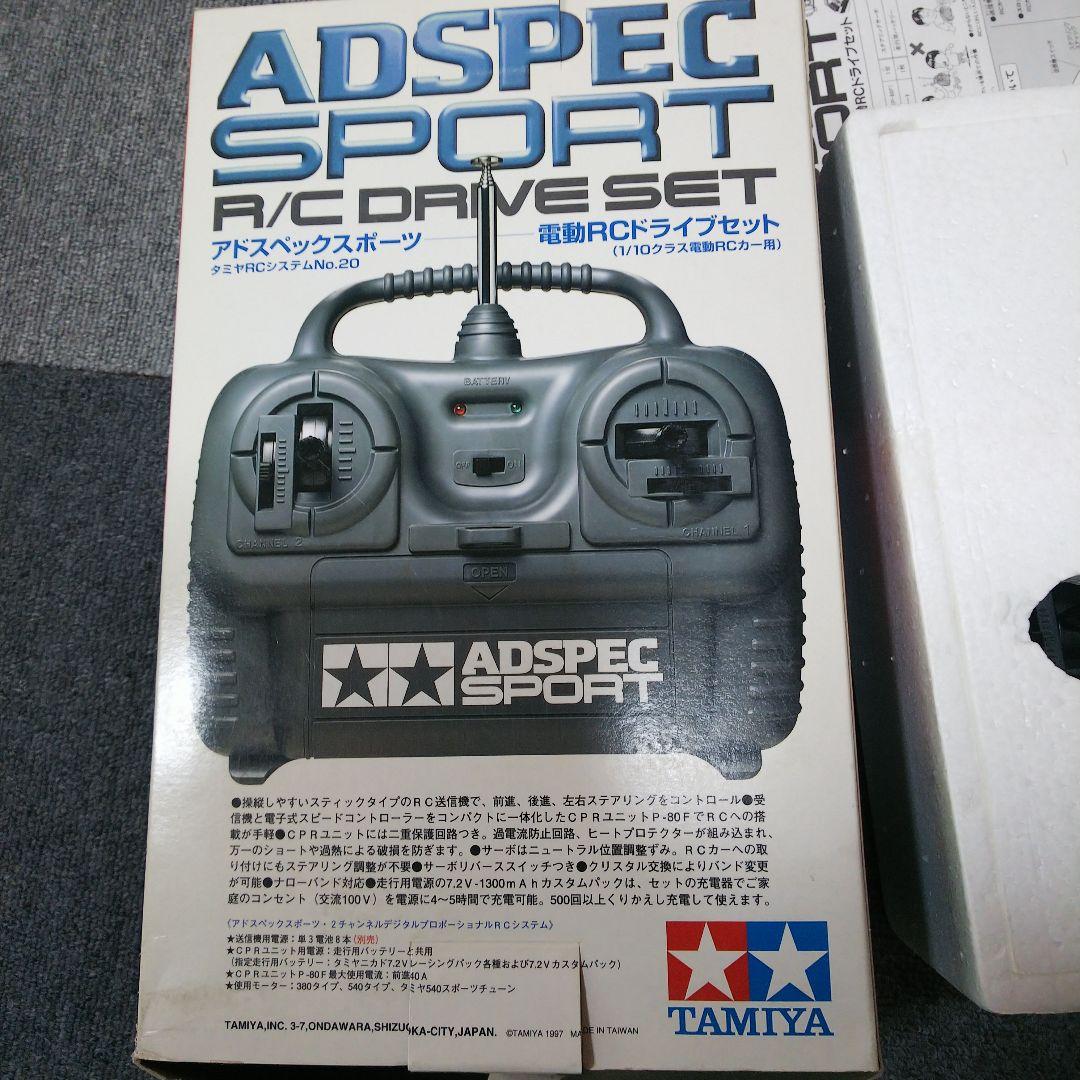 ADSPEC
SPORT
R/C DRIVE SET
アドスペックスポーツ
電動RCドライブセット
タミヤRCシステムNo.20
(1/10クラス電動RCカー用)
BATTERY
OFF
ON
CHANNEL 2
CHANNEL 1
OPEN
ADSPEC
SPORT
●操縦しやすいスティックタイプのRC送信機で、前進、後進、左右ステアリングをコントロール●受
信機と電子式スピードコントローラーをコンパクトに一体化したCPRユニットP-80FでRCへの搭
載が手軽●CPRユニットには二重保護回路つき。過電流防止回路、ヒートプロテクターが組み込まれ、
万一のショートや過熱による破損を防ぎます。●サーボはニュートラル位置調整ずみ。RCカーへの取
り付けにもステアリング調整が不要●サーボリバーススイッチつき●クリスタル交換によりバンド変更
が可能●ナローバンド対応●走行用電源の7.2V-1300mAhカスタムパックは、セットの充電器でご家
庭のコンセント(交流100V)を電源に4〜5時間で充電可能。500回以上くりかえし充電して使えます。
《アドスペックスポーツ・2チャンネルデジタルプロポーショナルRCシステム》
★送信機用電源：単3電池8本(別売)
★CPRユニット用電源：走行用バッテリーと共用
(指定走行用バッテリー：タミヤニカド7.2Vレーシングパック各種および7.2Vカスタムパック)
★CPRユニットP-80F最大使用電流：前進40A
★使用モーター：380タイプ、540タイプ、タミヤ540スポーツチューン
TAMIYA
TAMIYA,INC. 3-7,ONDAWARA,SHIZUOKA-CITY,JAPAN. ©TAMIYA 1997 MADE IN TAIWAN
PORT
RCドライブセット